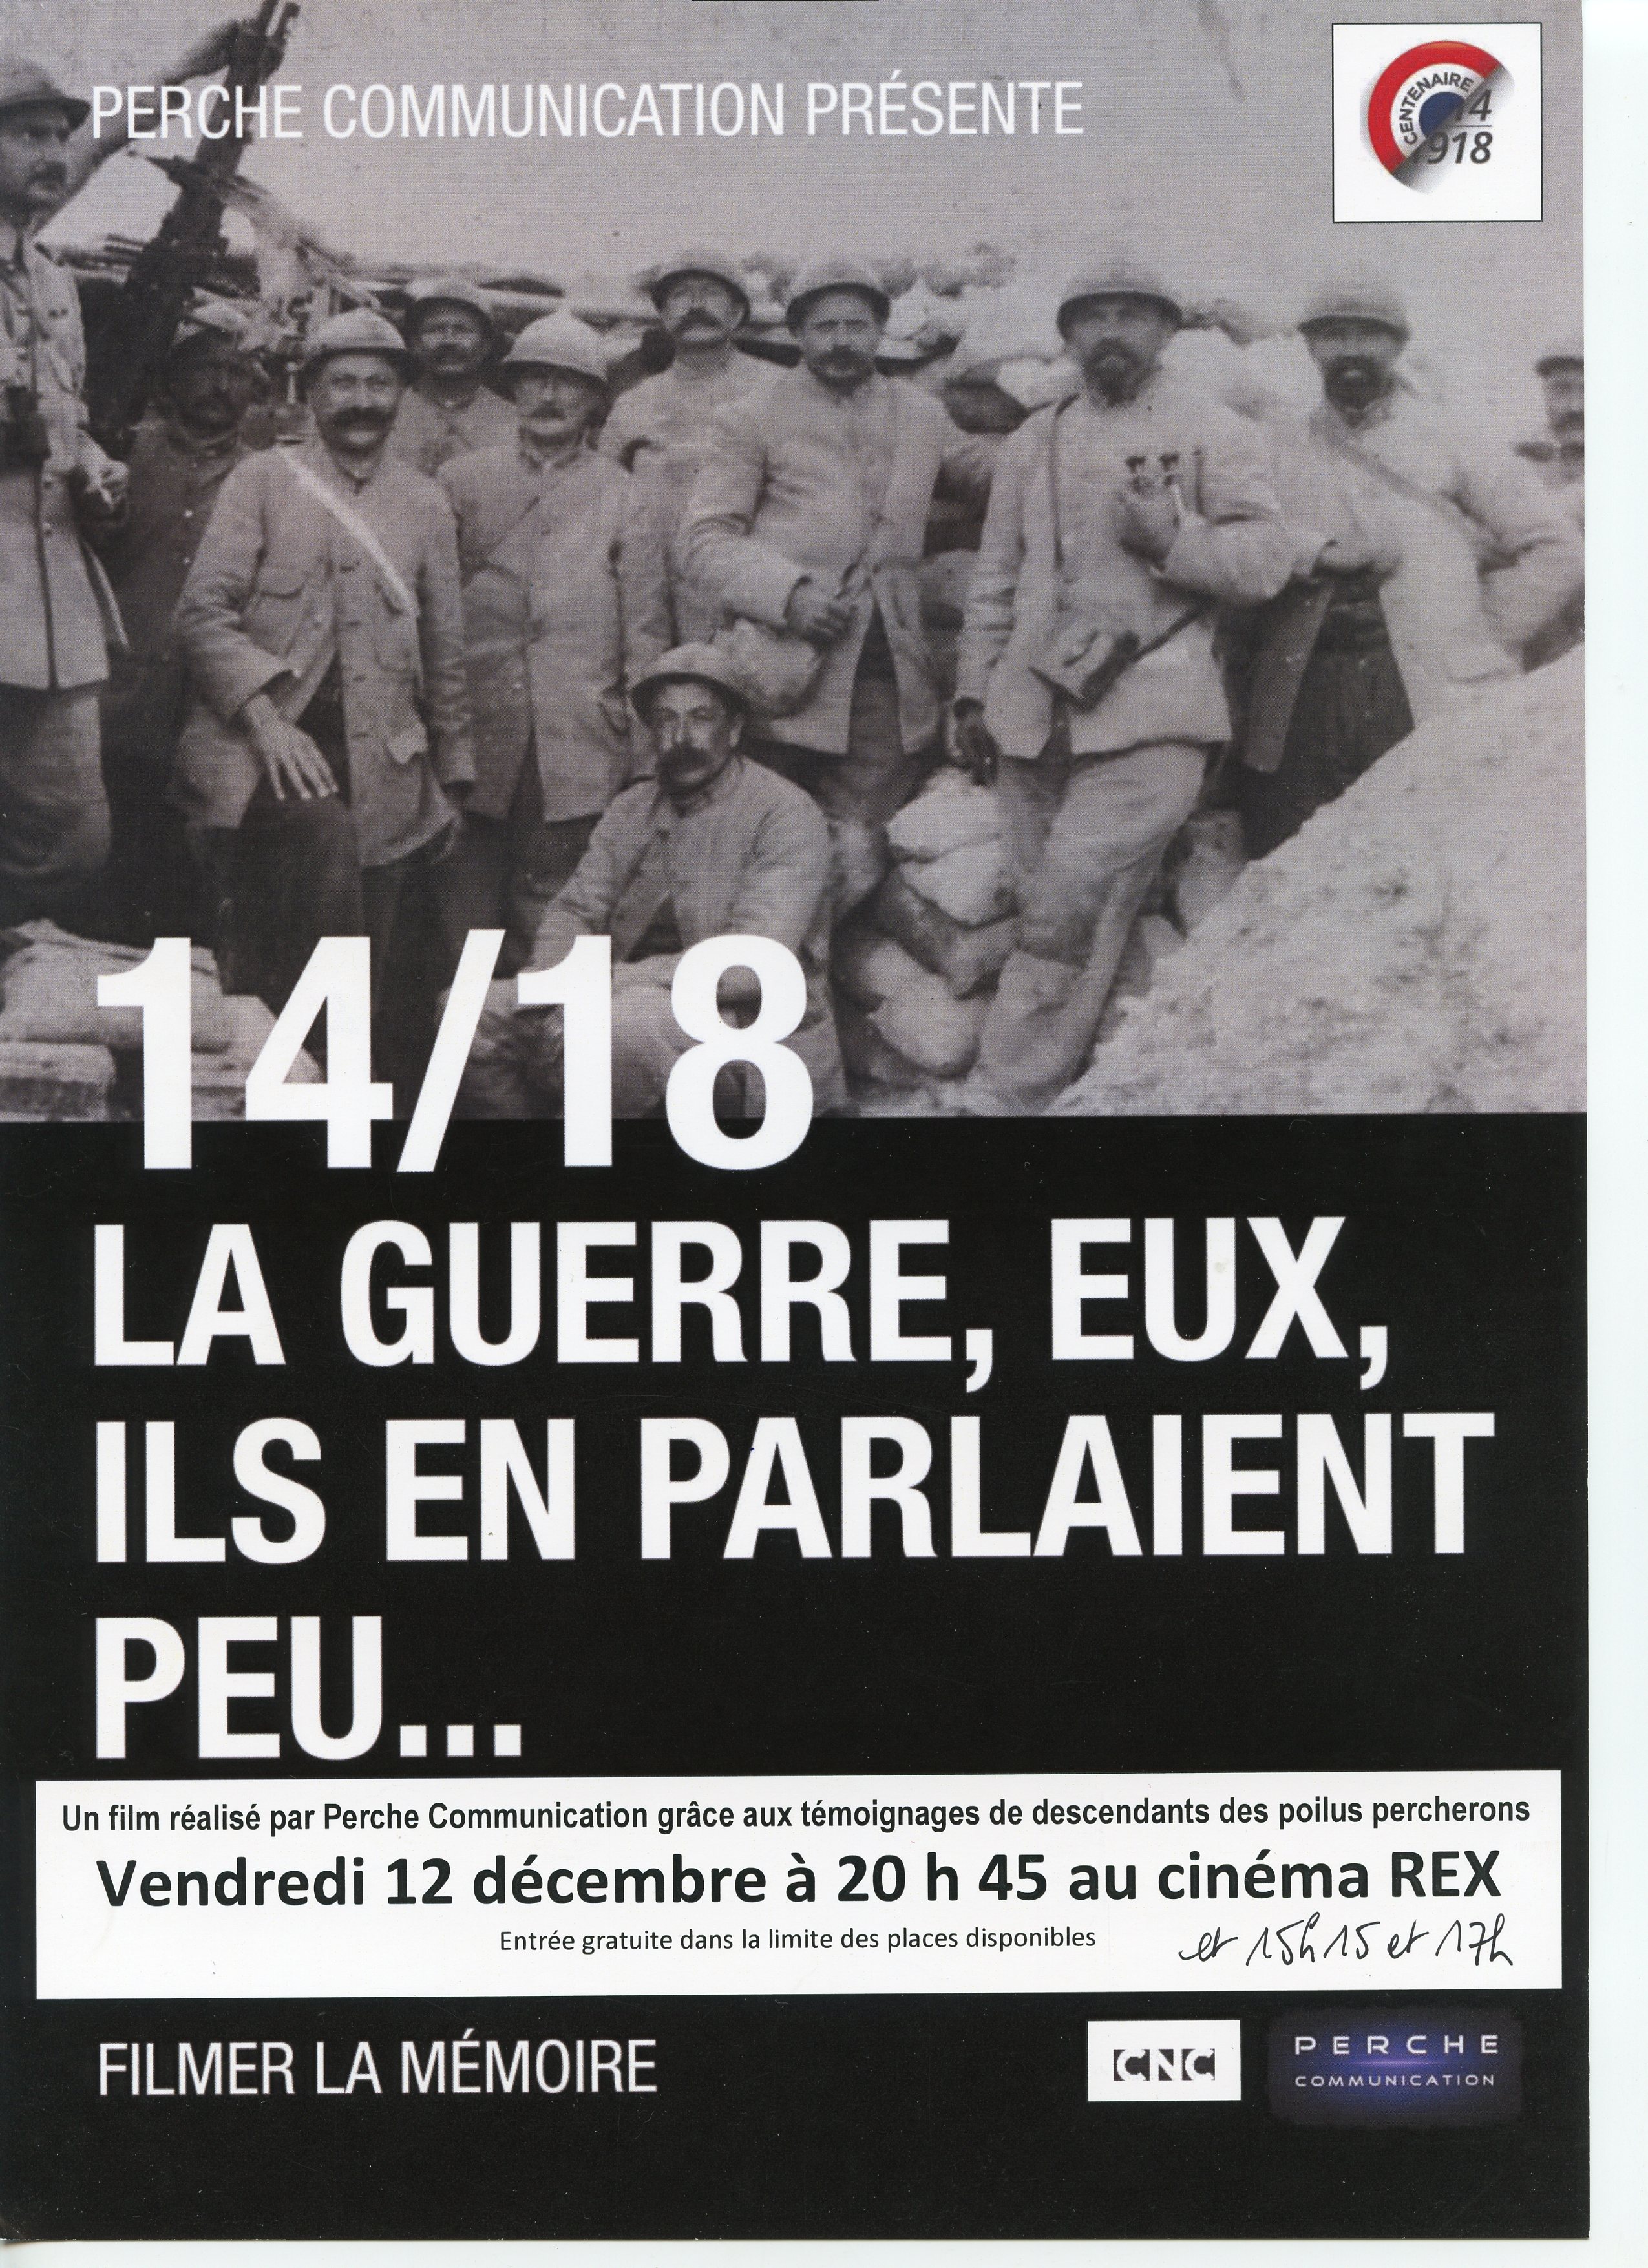 PERCHE COMMUNICATION PRÉSENTE
CENTENAIRE
14
1918
14/18
LA GUERRE, EUX,
ILS EN PARLAIENT
PEU...
Un film réalisé par Perche Communication grâce aux témoignages de descendants des poilus percherons
Vendredi 12 décembre à 20 h 45 au cinéma REX
Entrée gratuite dans la limite des places disponibles
et 15h15 et 17h
FILMER LA MÉMOIRE
CNC
PERCHE
COMMUNICATION